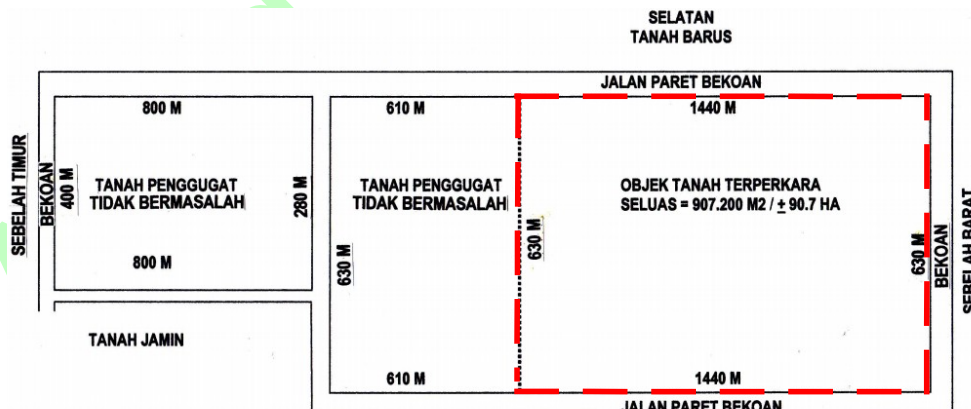 SELATAN
TANAH BARUS
JALAN PARET BEKOAN
800 M
610 M
1440 M
SEBELAH TIMUR
BEKOAN
400 M
TANAH PENGGUGAT
TIDAK BERMASALAH
280 M
TANAH PENGGUGAT
TIDAK BERMASALAH
630 M
630 M
OBJEK TANAH TERPERKARA
SELUAS = 907.200 M2 / ± 90.7 HA
630 M
BEKOAN
SEBELAH BARAT
800 M
TANAH JAMIN
610 M
1440 M
JALAN PARET BEKOAN